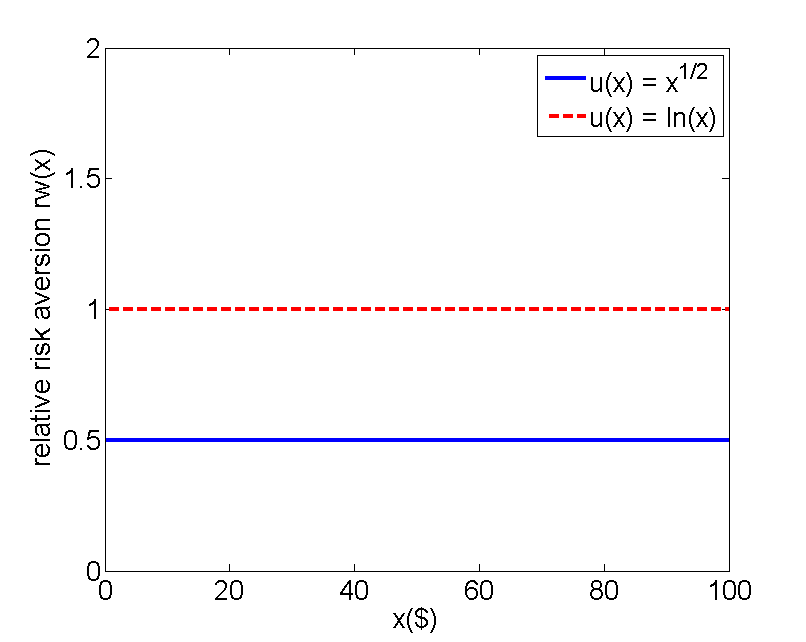 2
1.5
1
0.5
0
relative risk aversion rw(x)
u(x) = x^{1/2}
u(x) = ln(x)
0 20 40 60 80 100
x($)